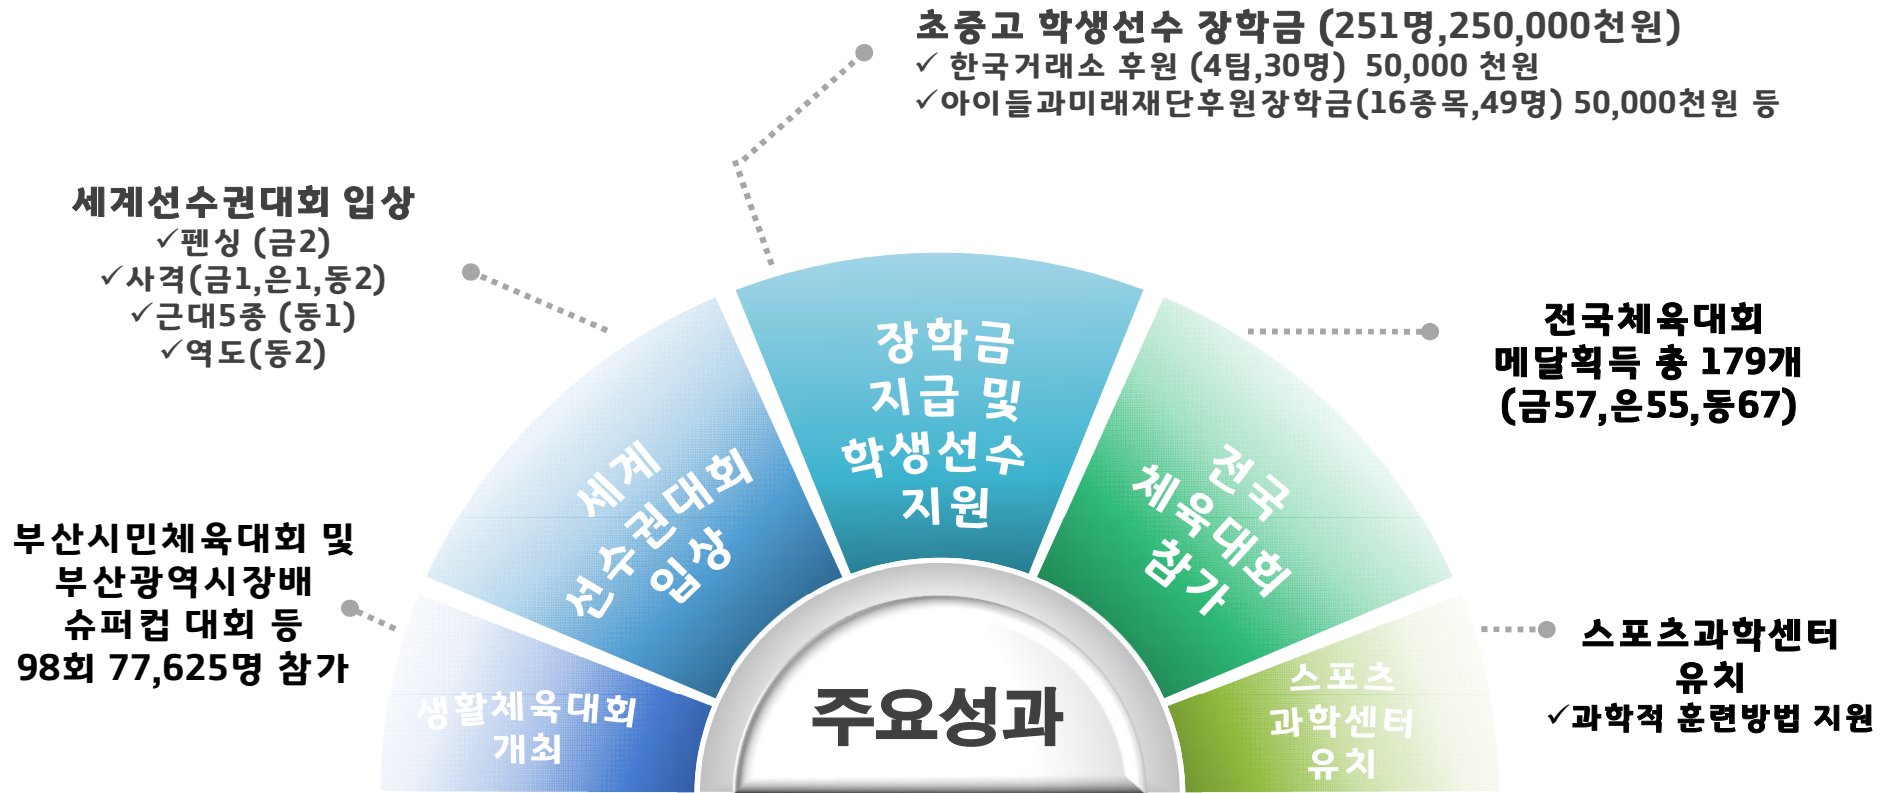 초중고 학생선수 장학금 (251명,250,000천원)
✓ 한국거래소 후원 (4팀,30명) 50,000 천원
✓아이들과미래재단후원장학금(16종목,49명) 50,000천원 등
세계선수권대회 입상
✓펜싱 (금2)
✓사격(금1,은1,동2)
✓근대5종 (동1)
✓역도(동2)
전국체육대회
메달획득 총 179개
(금57,은55,동67)
부산시민체육대회 및
부산광역시장배
슈퍼컵 대회 등
98회 77,625명 참가
스포츠과학센터
유치
✓과학적 훈련방법 지원
생활체육대회
개최
세계
선수권대회
입상
장학금
지급 및
학생선수
지원
전국
체육대회
참가
스포츠
과학센터
유치
주요성과